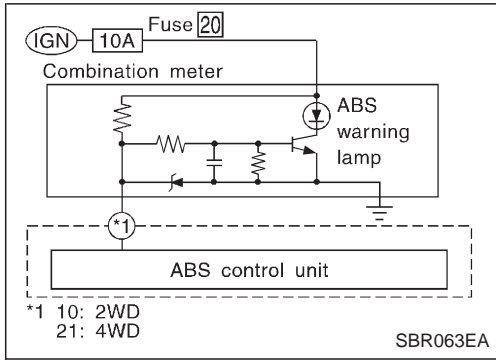 Fuse 20
IGN 10A
Combination meter
ABS
warning
lamp
*1
ABS control unit
*1 10: 2WD
21: 4WD
SBR063EA